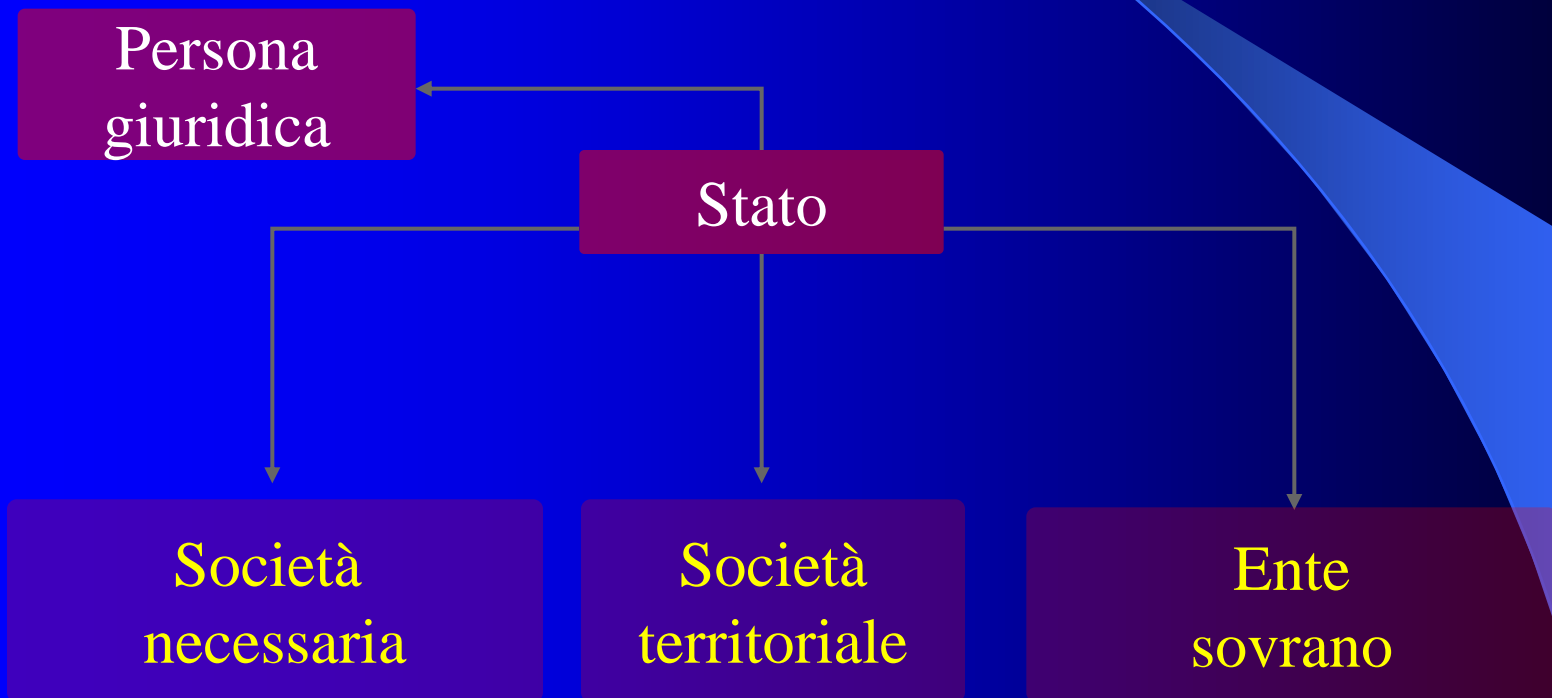 Persona
giuridica
Stato
Società
necessaria
Società
territoriale
Ente
sovrano